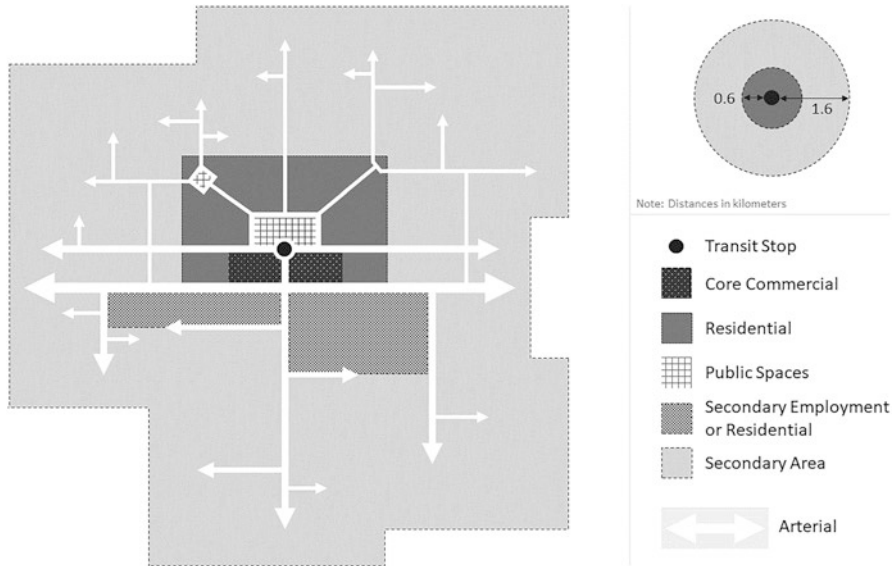 0.6
1.6
Note: Distances in kilometers
Transit Stop
Core Commercial
Residential
Public Spaces
Secondary Employment
or Residential
Secondary Area
Arterial